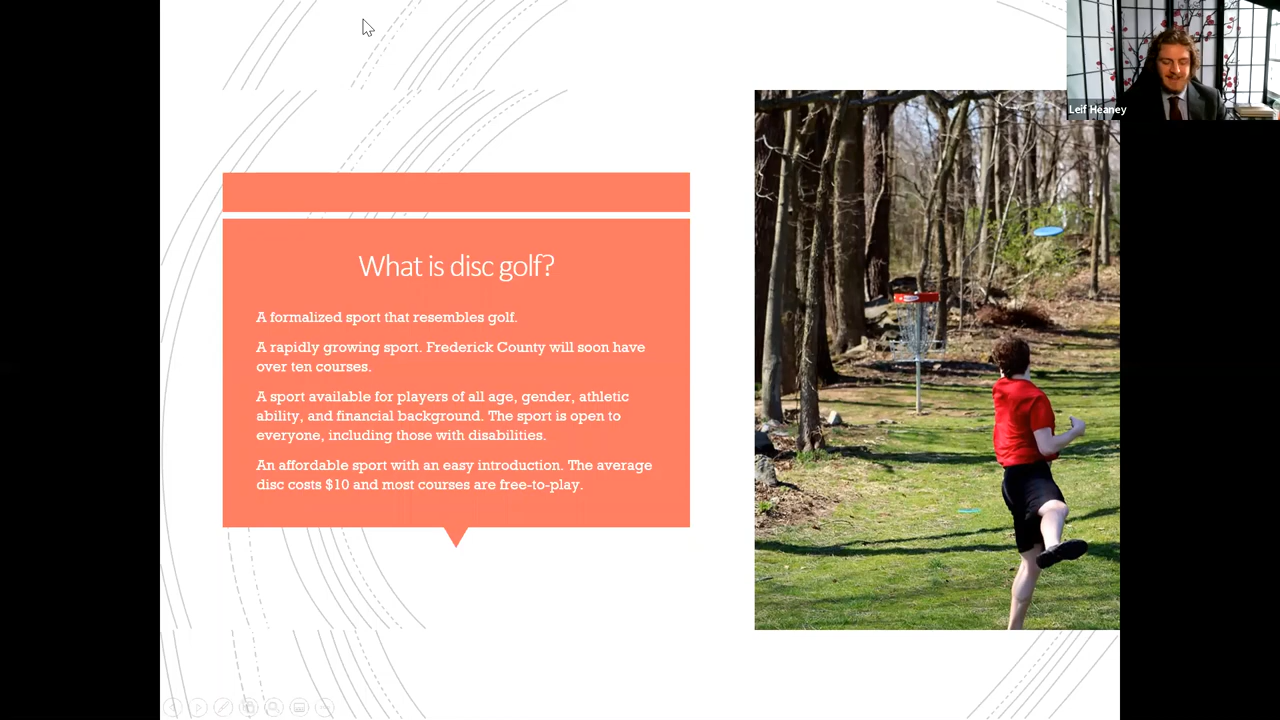 Leif Heaney
What is disc golf?
A formalized sport that resembles golf.
A rapidly growing sport. Frederick County will soon have
over ten courses.
A sport available for players of all age, gender, athletic
ability, and financial background. The sport is open to
everyone, including those with disabilities.
An affordable sport with an easy introduction. The average
disc costs $10 and most courses are free-to-play.